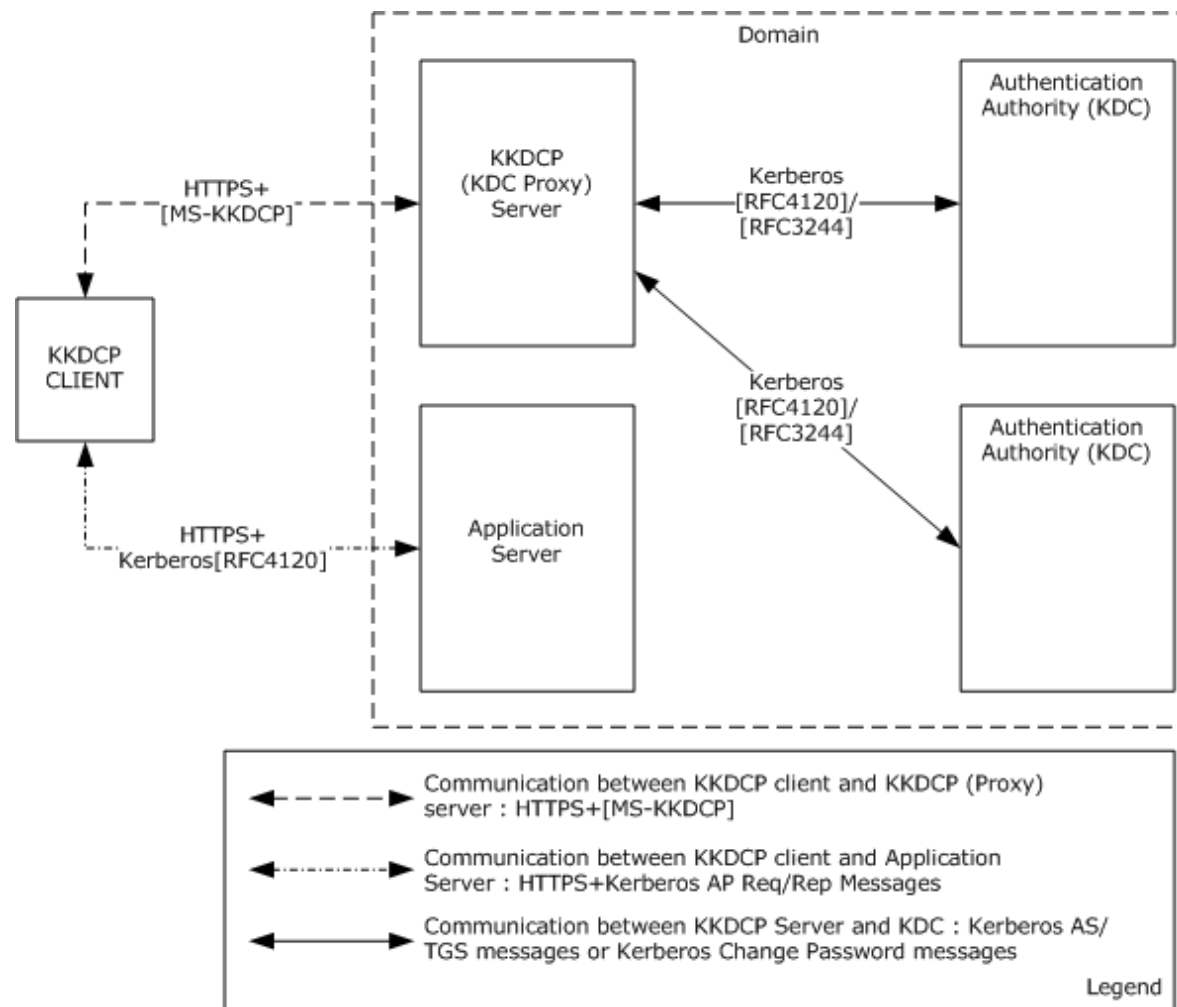 Domain
KKDCP
(KDC Proxy)
Server
Authentication
Authority (KDC)
HTTPS+
[MS-KKDCP]
Kerberos
[RFC4120]/
[RFC3244]
KKDCP
CLIENT
Kerberos
[RFC4120]/
[RFC3244]
Authentication
Authority (KDC)
HTTPS+
Kerberos[RFC4120]
Application
Server
Communication between KKDCP client and KKDCP (Proxy)
server : HTTPS+[MS-KKDCP]
Communication between KKDCP client and Application
Server : HTTPS+Kerberos AP Req/Rep Messages
Communication between KKDCP Server and KDC : Kerberos AS/
TGS messages or Kerberos Change Password messages
Legend